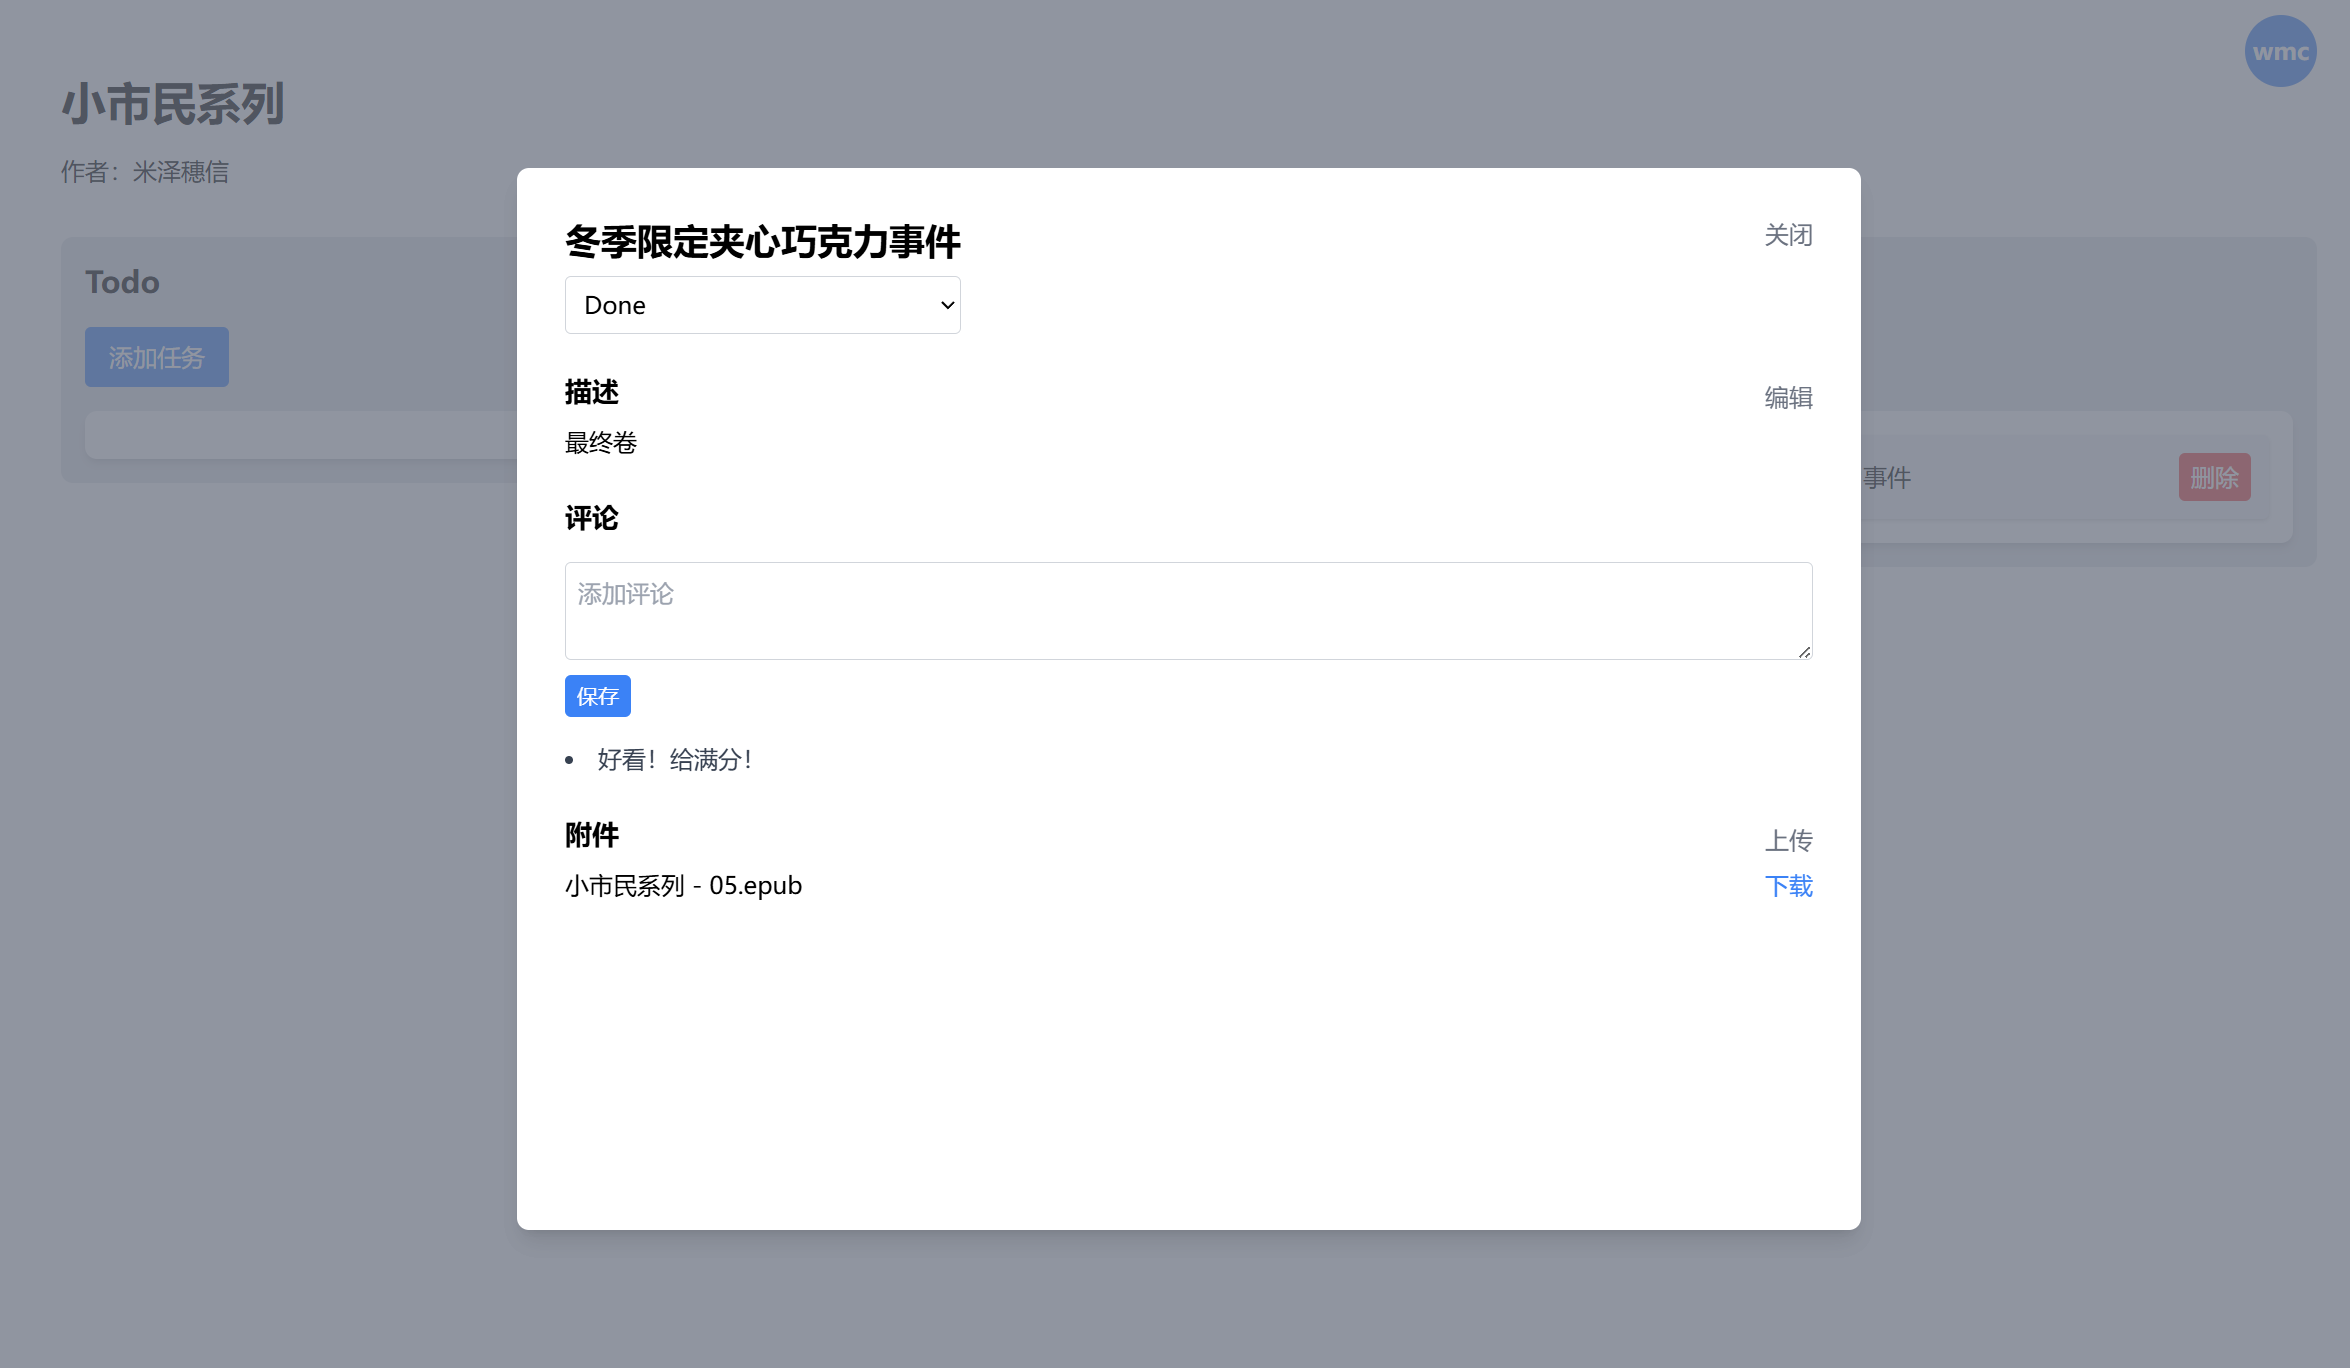 wmc
小市民系列
作者：米泽穗信
Todo
添加任务
事件
删除
冬季限定夹心巧克力事件
关闭
Done
描述
编辑
最终卷
评论
添加评论
保存
• 好看！给满分！
附件
上传
小市民系列 - 05.epub
下载